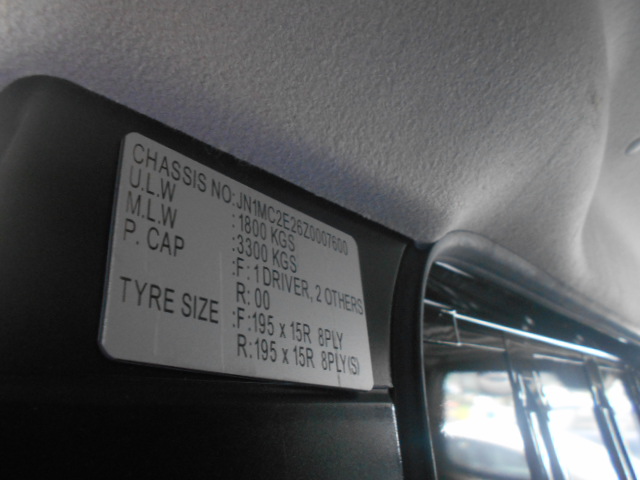 CHASSIS NO:JN1MC2E26Z0007600
U.L.W :1800 KGS
M.L.W :3300 KGS
P. CAP :F: 1 DRIVER, 2 OTHERS
R: 00
TYRE SIZE :F:195 x 15R 8PLY
R:195 x 15R 8PLY(S)